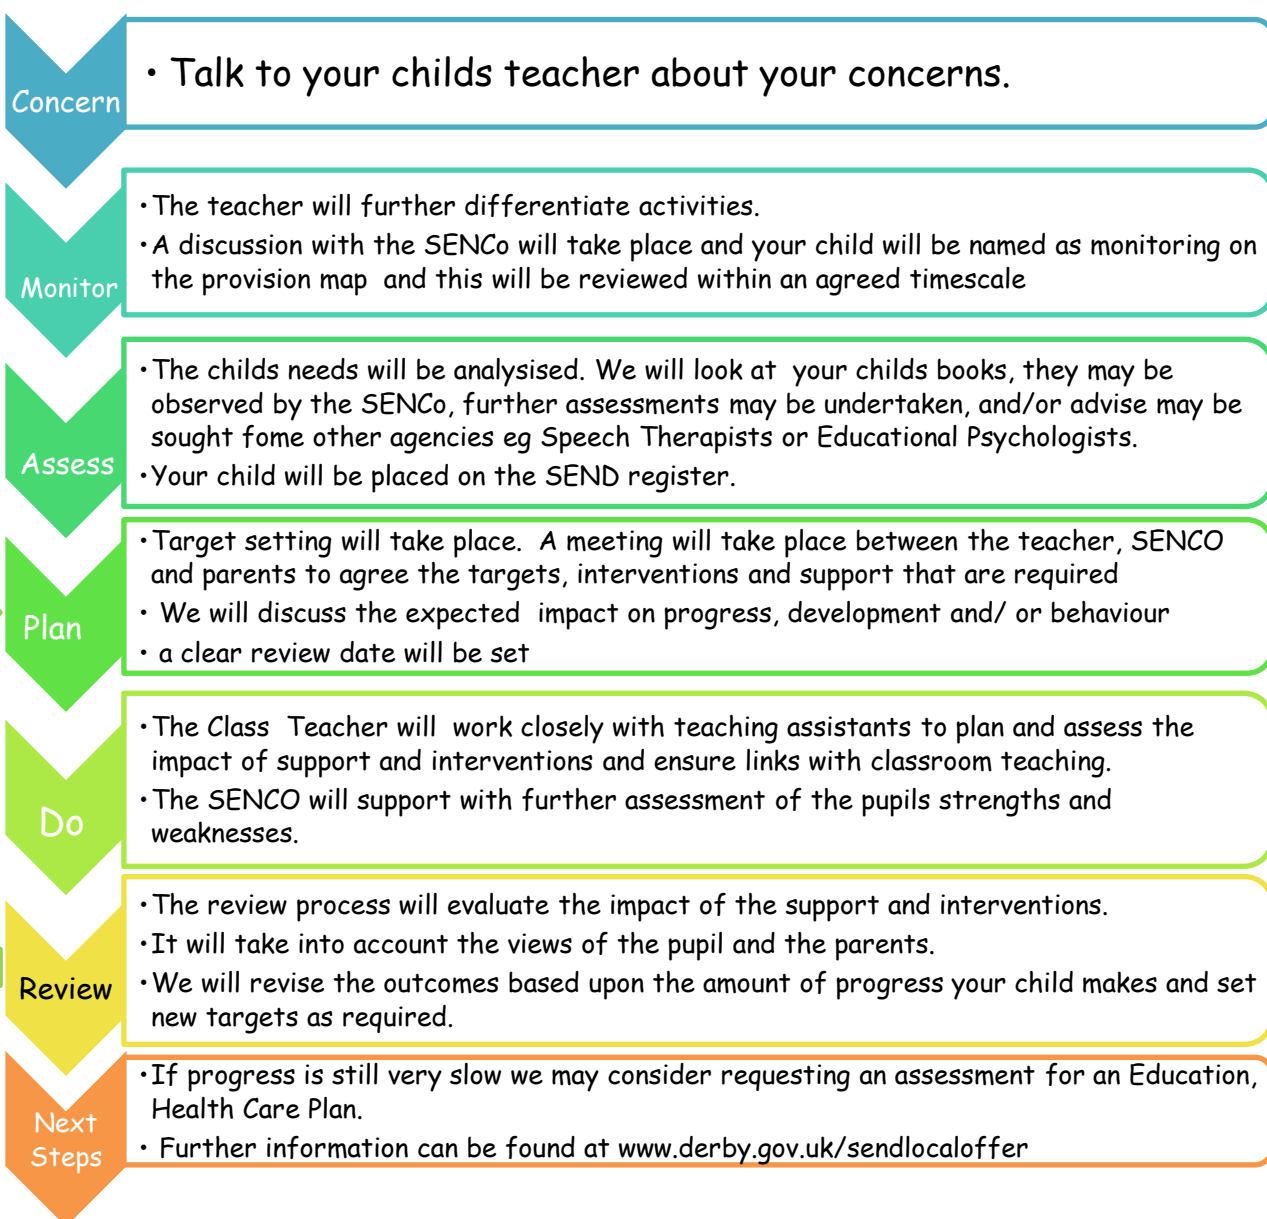 Concern
• Talk to your childs teacher about your concerns.
Monitor
• The teacher will further differentiate activities.
• A discussion with the SENCo will take place and your child will be named as monitoring on
the provision map and this will be reviewed within an agreed timescale
Assess
• The childs needs will be analysised. We will look at your childs books, they may be
observed by the SENCo, further assessments may be undertaken, and/or advise may be
sought fome other agencies eg Speech Therapists or Educational Psychologists.
• Your child will be placed on the SEND register.
Plan
• Target setting will take place. A meeting will take place between the teacher, SENCO
and parents to agree the targets, interventions and support that are required
• We will discuss the expected impact on progress, development and/ or behaviour
• a clear review date will be set
Do
• The Class Teacher will work closely with teaching assistants to plan and assess the
impact of support and interventions and ensure links with classroom teaching.
• The SENCO will support with further assessment of the pupils strengths and
weaknesses.
Review
• The review process will evaluate the impact of the support and interventions.
• It will take into account the views of the pupil and the parents.
• We will revise the outcomes based upon the amount of progress your child makes and set
new targets as required.
Next
Steps
• If progress is still very slow we may consider requesting an assessment for an Education,
Health Care Plan.
• Further information can be found at www.derby.gov.uk/sendlocaloffer